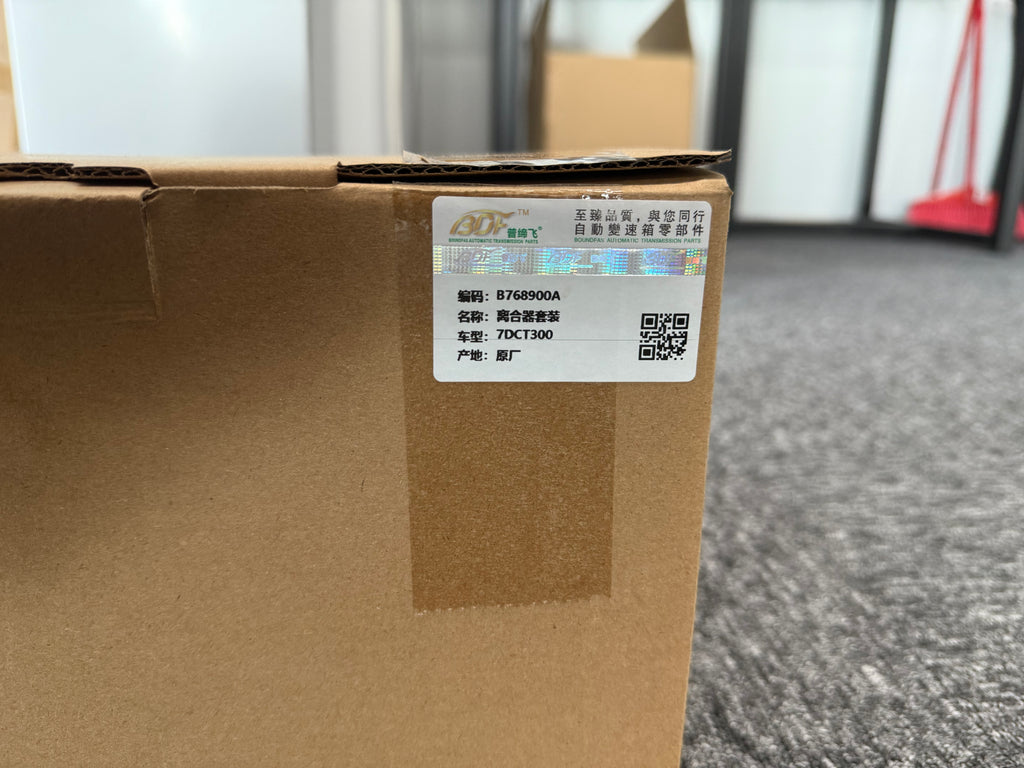 BDF™
普缔飞®
BOUNDFAS AUTOMATIC TRANSMISSION PARTS
至臻品質,與您同行
自動變速箱零部件
BOUNDFAS AUTOMATIC TRANSMISSION PARTS
编码:B768900A
名称:离合器套装
车型:7DCT300
产地:原厂